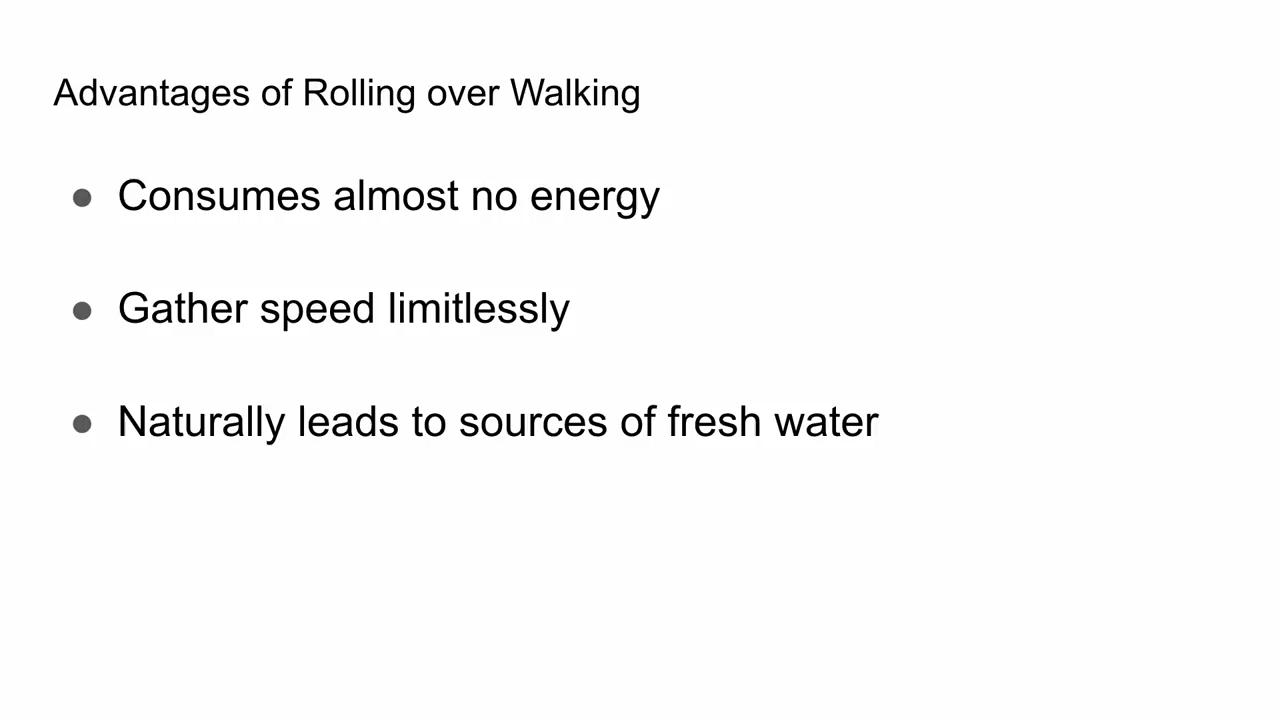 Advantages of Rolling over Walking
● Consumes almost no energy
● Gather speed limitlessly
● Naturally leads to sources of fresh water